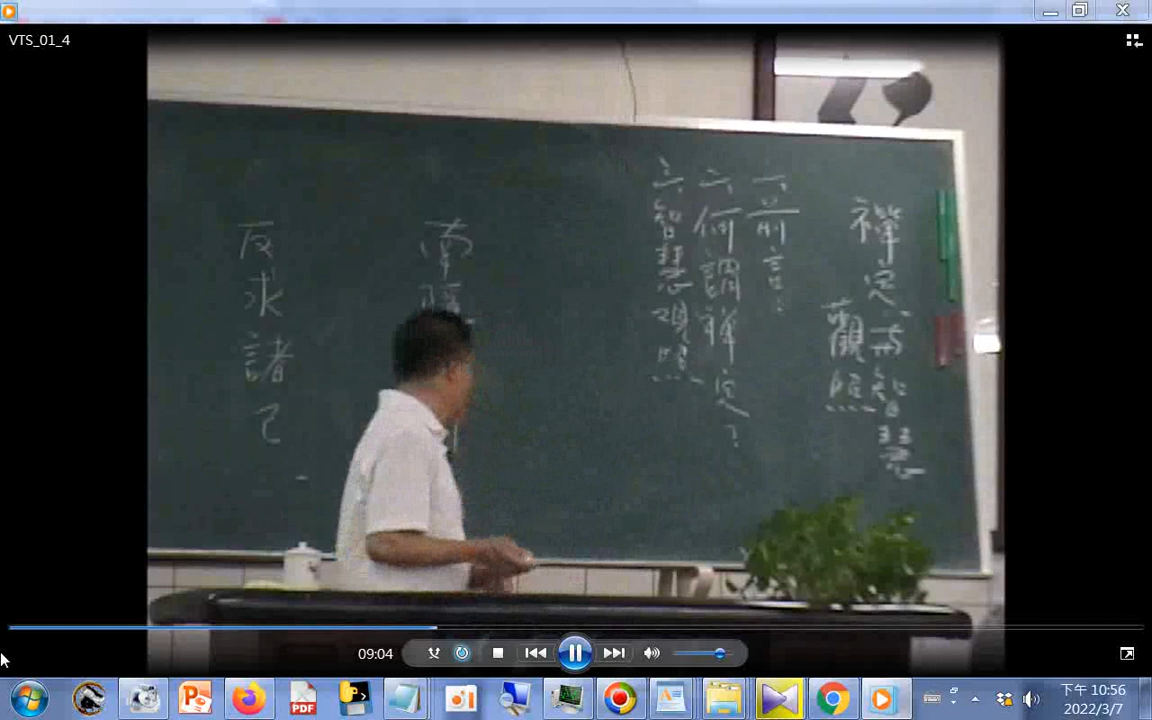 VTS_01_4
禪定與智慧
觀照
一、前言:
二、何謂禪定?
三、智慧觀照
南
反求諸己
09:04
PDF
下午 10:56
2022/3/7